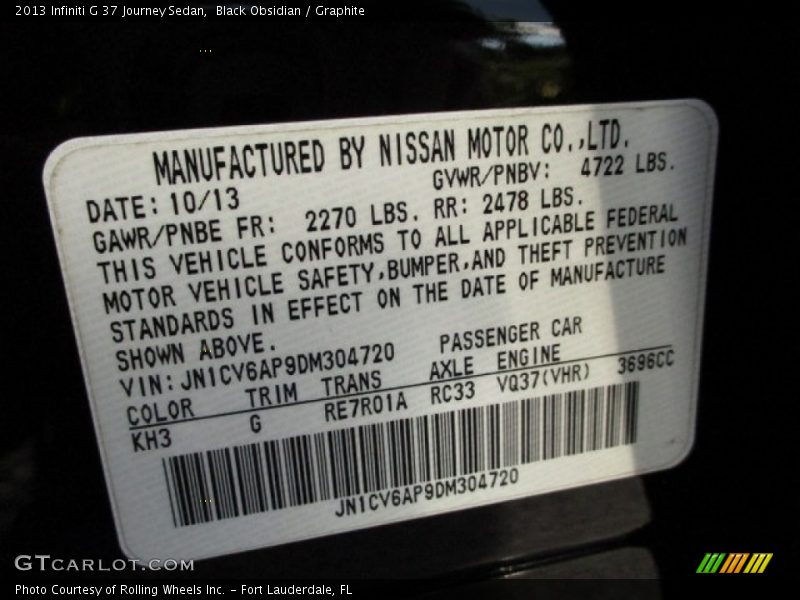 2013 Infiniti G 37 Journey Sedan,  Black Obsidian / Graphite
MANUFACTURED BY NISSAN MOTOR CO.,LTD.
DATE: 10/13 GVWR/PNBV: 4722 LBS.
GAWR/PNBE FR: 2270 LBS. RR: 2478 LBS.
THIS VEHICLE CONFORMS TO ALL APPLICABLE FEDERAL
MOTOR VEHICLE SAFETY,BUMPER,AND THEFT PREVENTION
STANDARDS IN EFFECT ON THE DATE OF MANUFACTURE
SHOWN ABOVE.
VIN: JN1CV6AP9DM304720 PASSENGER CAR
COLOR TRIM TRANS AXLE ENGINE
KH3 G RE7R01A RC33 VQ37(VHR) 3696CC
JN1CV6AP9DM304720
GTCARLOT.COM
Photo Courtesy of Rolling Wheels Inc. – Fort Lauderdale, FL